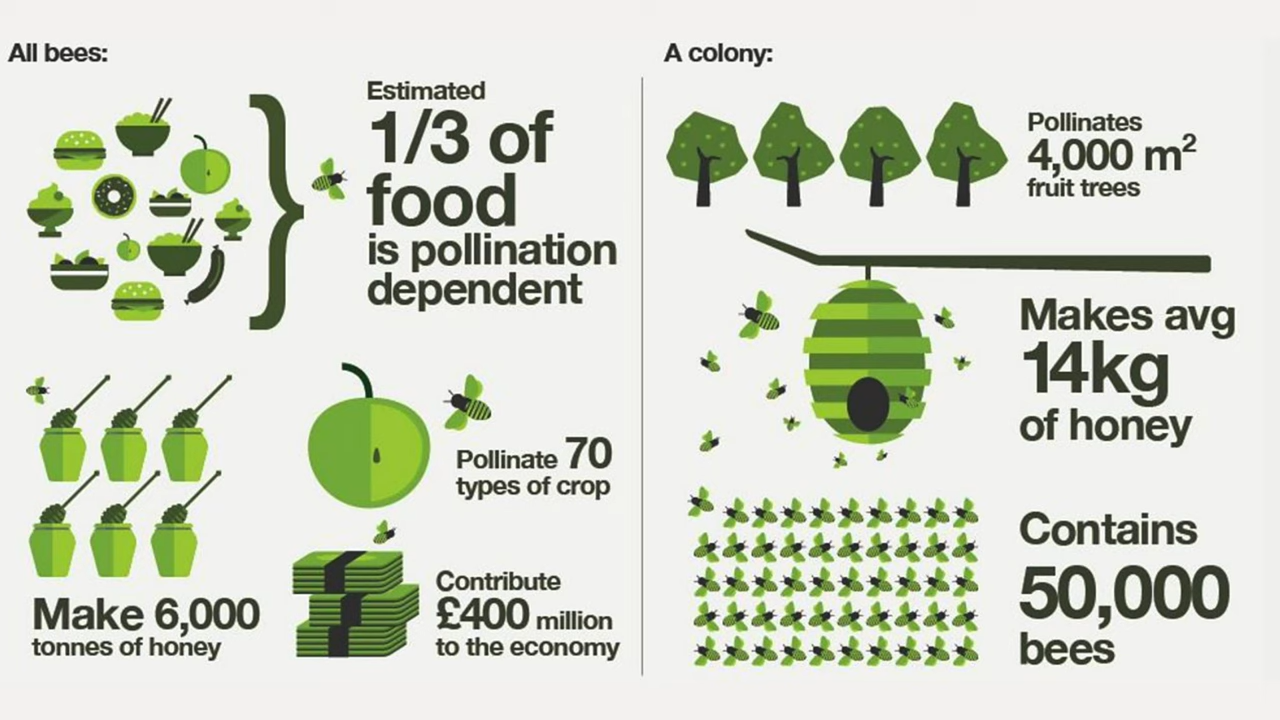 All bees:
Estimated
1/3 of
food
is pollination
dependent
Make 6,000
tonnes of honey
Pollinate 70
types of crop
Contribute
£400 million
to the economy
A colony:
Pollinates
4,000 m²
fruit trees
Makes avg
14kg
of honey
Contains
50,000
bees